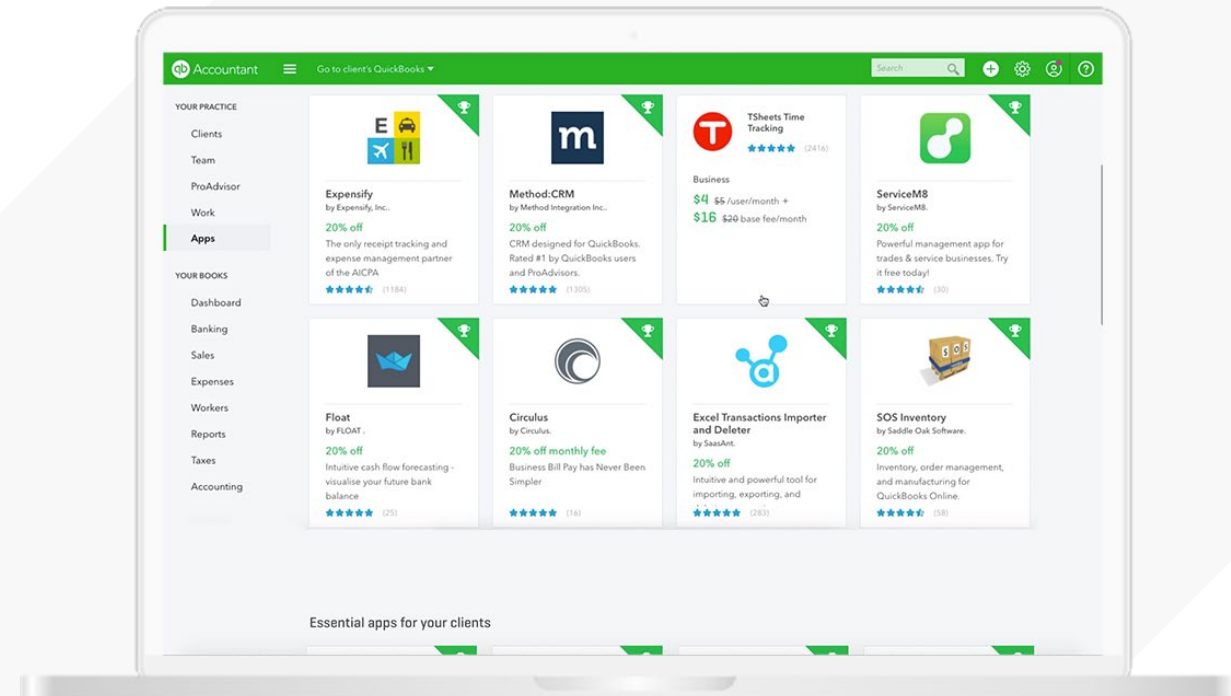 qb Accountant
Go to client's QuickBooks
Search
YOUR PRACTICE
Clients
Team
ProAdvisor
Work
Apps
YOUR BOOKS
Dashboard
Banking
Sales
Expenses
Workers
Reports
Taxes
Accounting
E
Expensify
by Expensify, Inc..
20% off
The only receipt tracking and
expense management partner
of the AICPA
(1184)
m
Method:CRM
by Method Integration Inc..
20% off
CRM designed for QuickBooks.
Rated #1 by QuickBooks users
and ProAdvisors.
(1305)
T
TSheets Time
Tracking
(2416)
Business
$4 $5 /user/month +
$16 $20 base fee/month
ServiceM8
by ServiceM8.
20% off
Powerful management app for
trades & service businesses. Try
it free today!
(30)
Float
by FLOAT .
20% off
Intuitive cash flow forecasting -
visualise your future bank
balance
(25)
Circulus
by Circulus.
20% off monthly fee
Business Bill Pay has Never Been
Simpler
(16)
a
Excel Transactions Importer
and Deleter
by SaasAnt.
20% off
Intuitive and powerful tool for
importing, exporting, and
(283)
SOS
SOS Inventory
by Saddle Oak Software.
20% off
Inventory, order management,
and manufacturing for
QuickBooks Online.
(58)
Essential apps for your clients